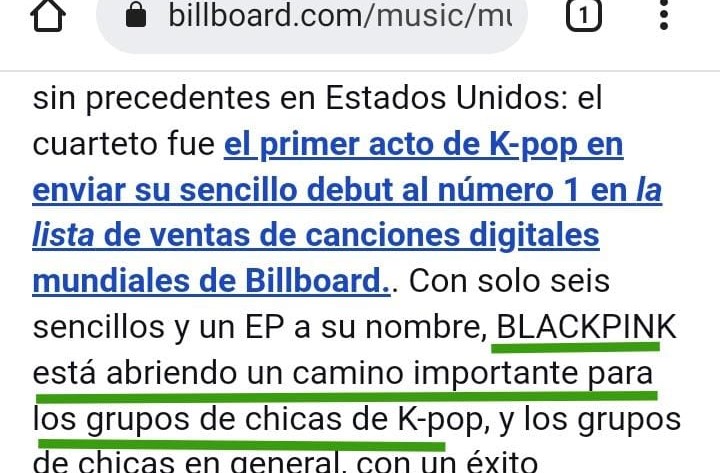 billboard.com/music/mu
1
sin precedentes en Estados Unidos: el
cuarteto fue el primer acto de K-pop en
enviar su sencillo debut al número 1 en la
lista de ventas de canciones digitales
mundiales de Billboard.. Con solo seis
sencillos y un EP a su nombre, BLACKPINK
está abriendo un camino importante para
los grupos de chicas de K-pop, y los grupos
de chicas en general, con un éxito